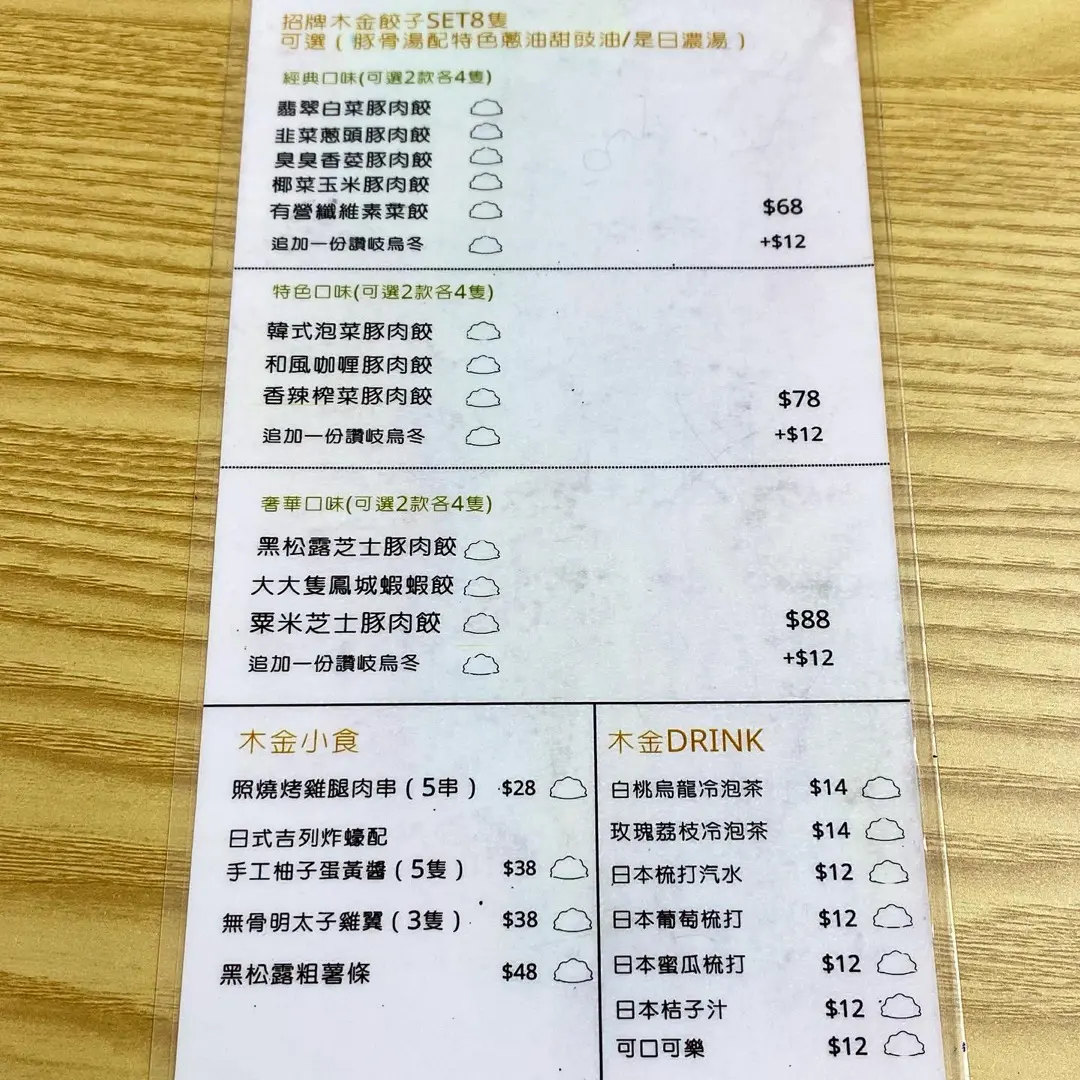 招牌木金餃子SET8隻
可選 ( 豚骨湯配特色蔥油甜豉油/是日濃湯 )
經典口味(可選2款各4隻)
翡翠白菜豚肉餃
韭菜蔥頭豚肉餃
臭臭香荽豚肉餃
椰菜玉米豚肉餃
有營纖維素菜餃 $68
追加一份讚岐烏冬 +$12
特色口味(可選2款各4隻)
韓式泡菜豚肉餃
和風咖喱豚肉餃
香辣榨菜豚肉餃 $78
追加一份讚岐烏冬 +$12
奢華口味(可選2款各4隻)
黑松露芝士豚肉餃
大大隻鳳城蝦蝦餃
粟米芝士豚肉餃 $88
追加一份讚岐烏冬 +$12
木金小食
照燒烤雞腿肉串 ( 5串 ) $28
日式吉列炸蠔配
手工柚子蛋黃醬 ( 5隻 ) $38
無骨明太子雞翼 ( 3隻 ) $38
黑松露粗薯條 $48
木金DRINK
白桃烏龍冷泡茶 $14
玫瑰荔枝冷泡茶 $14
日本梳打汽水 $12
日本葡萄梳打 $12
日本蜜瓜梳打 $12
日本桔子汁 $12
可口可樂 $12